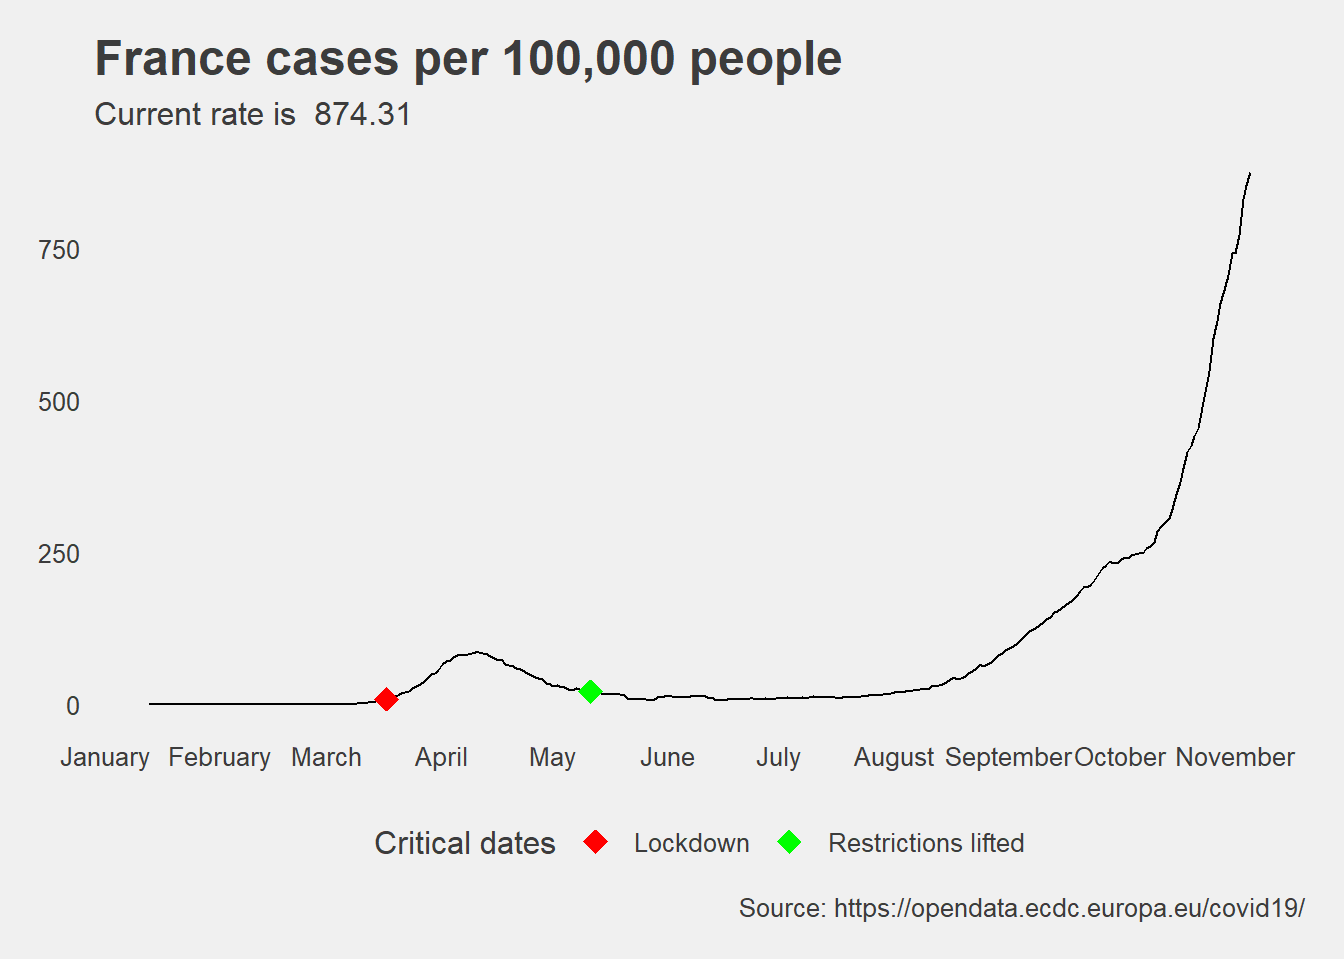 France cases per 100,000 people
Current rate is  874.31
750
500
250
0
January February March April May June July August September October November
Critical dates Lockdown Restrictions lifted
Source: https://opendata.ecdc.europa.eu/covid19/